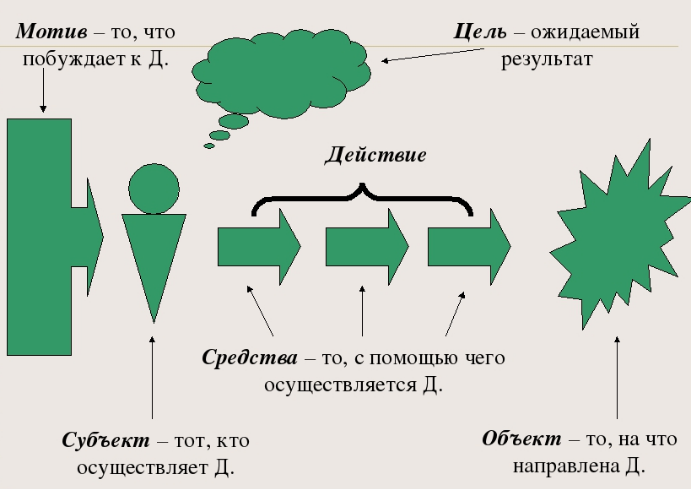 Мотив – то, что
побуждает к Д.
Цель – ожидаемый
результат
Действие
Средства – то, с помощью чего
осуществляется Д.
Субъект – тот, кто
осуществляет Д.
Объект – то, на что
направлена Д.